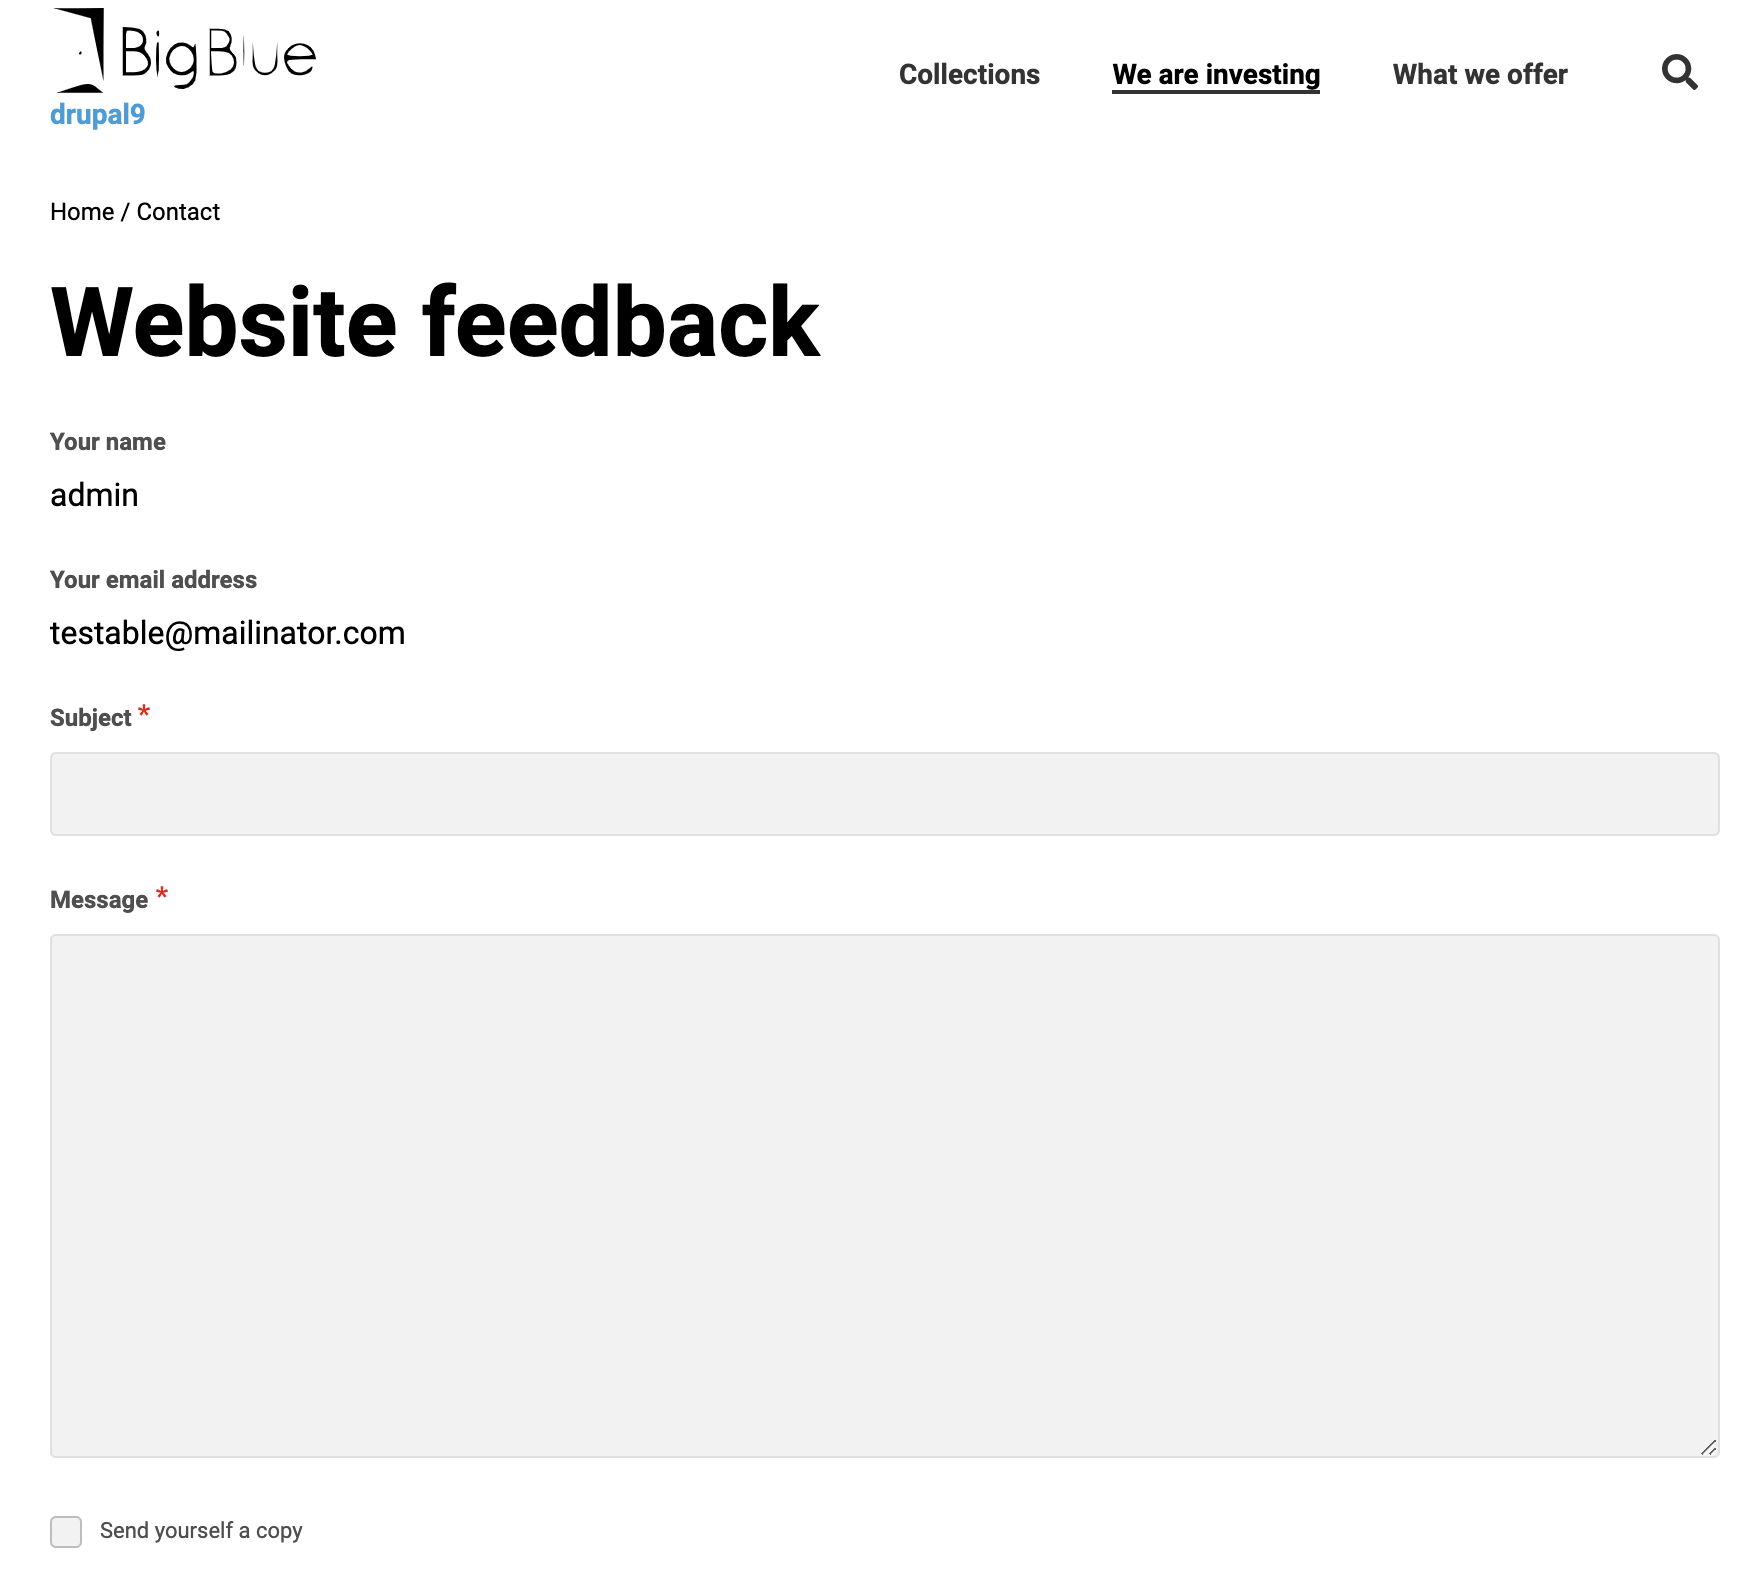 BigBlue
drupal9
Collections
We are investing
What we offer
Home / Contact
Website feedback
Your name
admin
Your email address
testable@mailinator.com
Subject *
Message *
Send yourself a copy